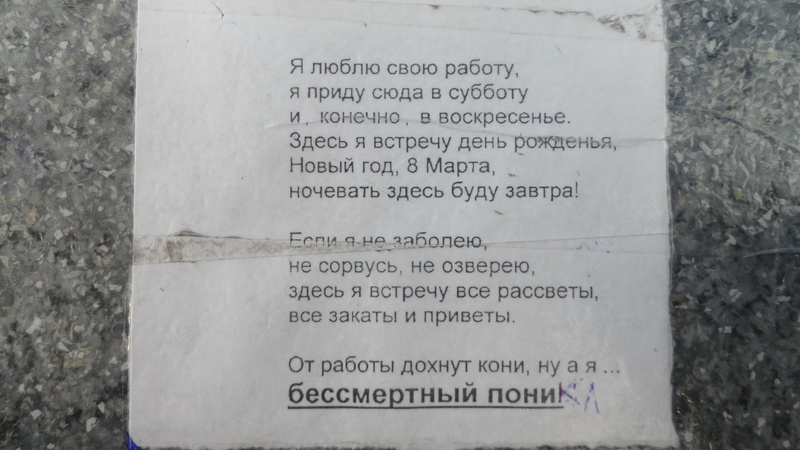 Я люблю свою работу,
я приду сюда в субботу
и, конечно, в воскресенье.
Здесь я встречу день рожденья,
Новый год, 8 Марта,
ночевать здесь буду завтра!
Если я не заболею,
не сорвусь, не озверею,
здесь я встречу все рассветы,
все закаты и приветы.
От работы дохнут кони, ну а я ...
бессмертный пони